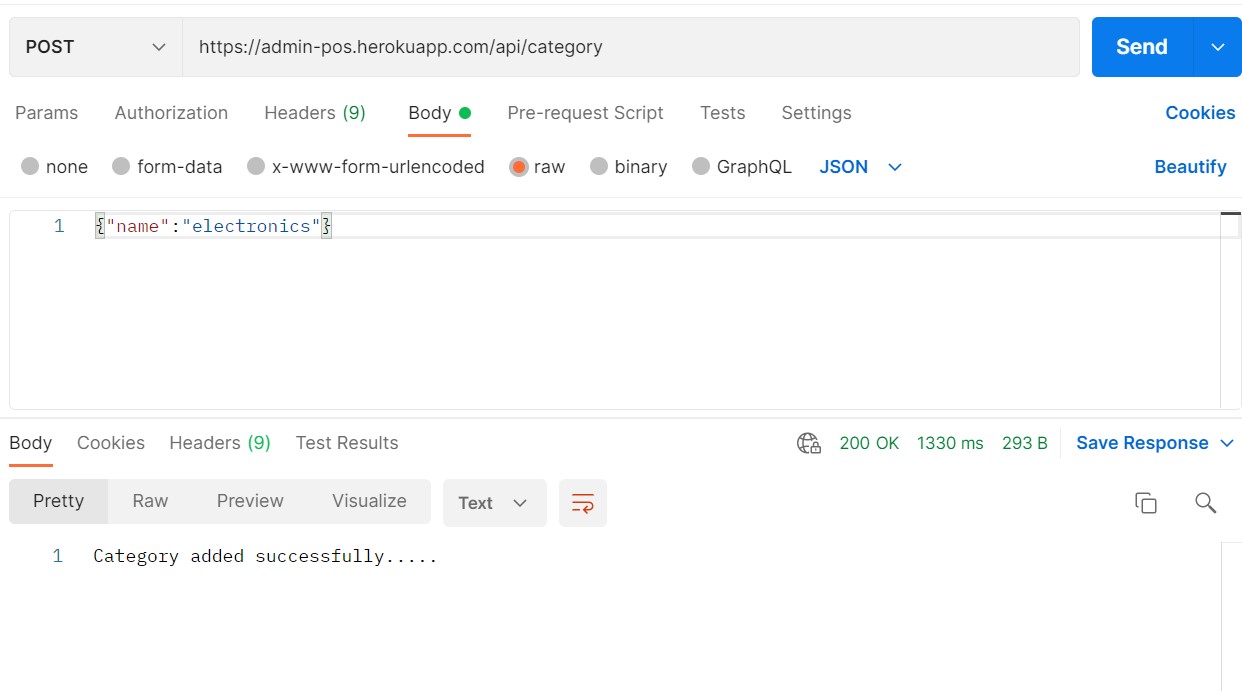 POST https://admin-pos.herokuapp.com/api/category Send
Params Authorization Headers (9) Body Pre-request Script Tests Settings Cookies
none form-data x-www-form-urlencoded raw binary GraphQL JSON Beautify
1 {"name":"electronics"}
Body Cookies Headers (9) Test Results 200 OK 1330 ms 293 B Save Response
Pretty Raw Preview Visualize Text
1 Category added successfully.....